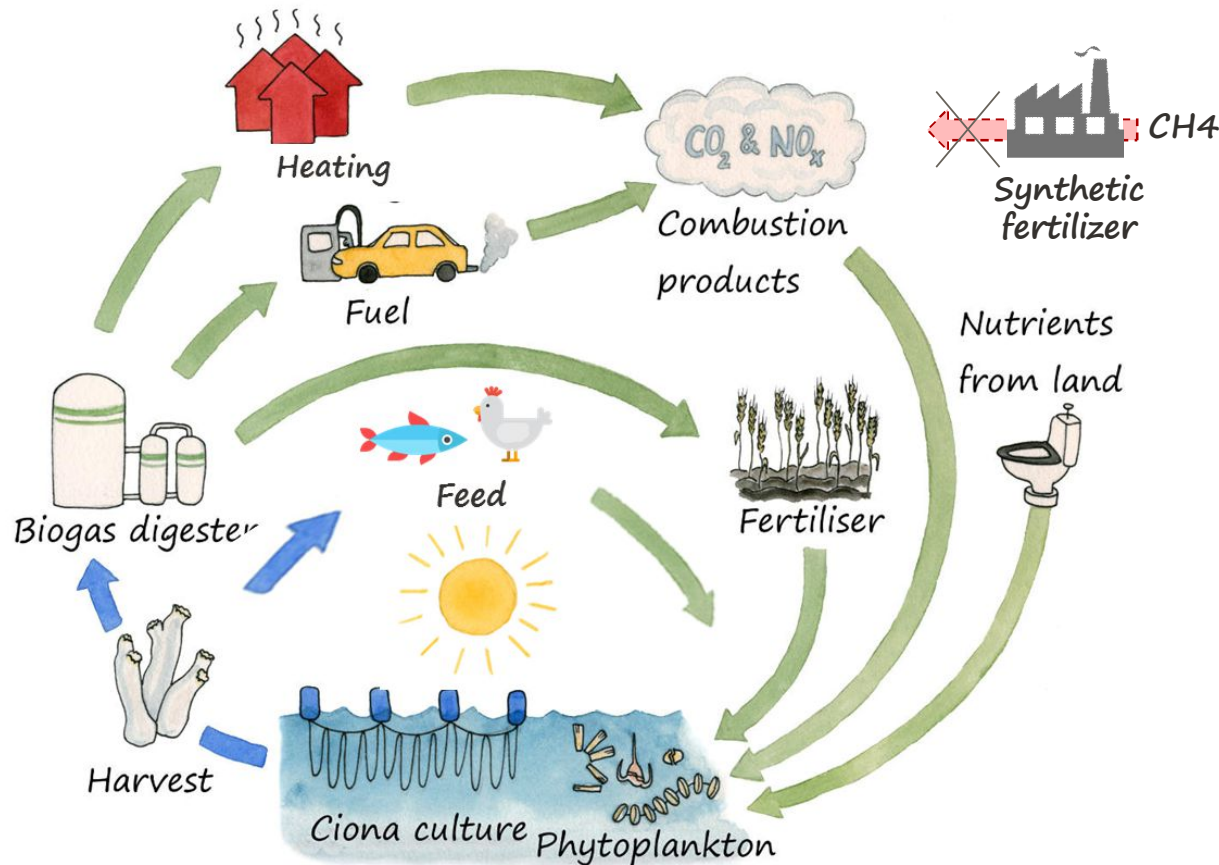 Heating
CO2 & NOx
Combustion
products
CH4
Synthetic
fertilizer
Fuel
Nutrients
from land
Biogas digester
Feed
Fertiliser
Harvest
Ciona culture
Phytoplankton